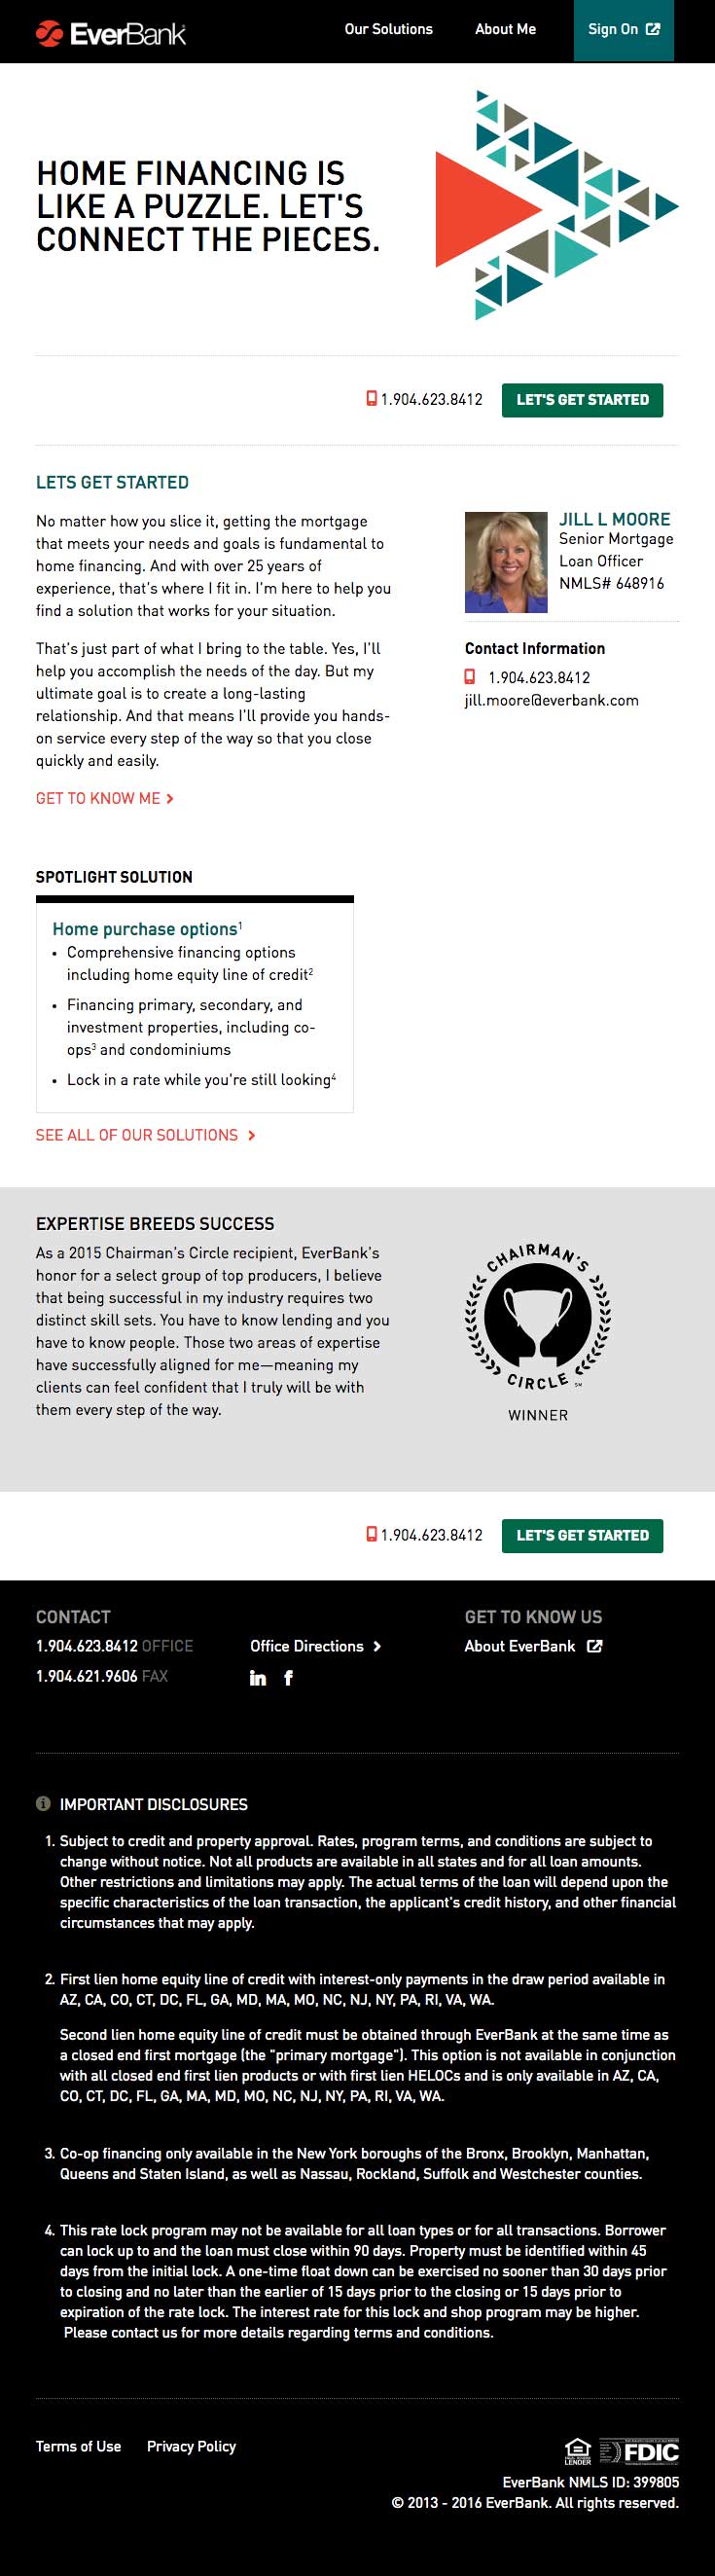 EverBank
Our Solutions
About Me
Sign On
HOME FINANCING IS
LIKE A PUZZLE. LET'S
CONNECT THE PIECES.
1.904.623.8412
LET'S GET STARTED
LETS GET STARTED
No matter how you slice it, getting the mortgage
that meets your needs and goals is fundamental to
home financing. And with over 25 years of
experience, that's where I fit in. I'm here to help you
find a solution that works for your situation.
That's just part of what I bring to the table. Yes, I'll
help you accomplish the needs of the day. But my
ultimate goal is to create a long-lasting
relationship. And that means I'll provide you hands-
on service every step of the way so that you close
quickly and easily.
GET TO KNOW ME
JILL L MOORE
Senior Mortgage
Loan Officer
NMLS# 648916
Contact Information
1.904.623.8412
jill.moore@everbank.com
SPOTLIGHT SOLUTION
Home purchase options1
• Comprehensive financing options
including home equity line of credit2
• Financing primary, secondary, and
investment properties, including co-
ops3 and condominiums
• Lock in a rate while you're still looking4
SEE ALL OF OUR SOLUTIONS
EXPERTISE BREEDS SUCCESS
As a 2015 Chairman's Circle recipient, EverBank's
honor for a select group of top producers, I believe
that being successful in my industry requires two
distinct skill sets. You have to know lending and you
have to know people. Those two areas of expertise
have successfully aligned for me—meaning my
clients can feel confident that I truly will be with
them every step of the way.
CHAIRMAN'S
CIRCLE SM
WINNER
1.904.623.8412
LET'S GET STARTED
CONTACT
1.904.623.8412 OFFICE
1.904.621.9606 FAX
Office Directions
in f
GET TO KNOW US
About EverBank
IMPORTANT DISCLOSURES
1. Subject to credit and property approval. Rates, program terms, and conditions are subject to
change without notice. Not all products are available in all states and for all loan amounts.
Other restrictions and limitations may apply. The actual terms of the loan will depend upon the
specific characteristics of the loan transaction, the applicant's credit history, and other financial
circumstances that may apply.
2. First lien home equity line of credit with interest-only payments in the draw period available in
AZ, CA, CO, CT, DC, FL, GA, MD, MA, MO, NC, NJ, NY, PA, RI, VA, WA.
Second lien home equity line of credit must be obtained through EverBank at the same time as
a closed end first mortgage (the "primary mortgage"). This option is not available in conjunction
with all closed end first lien products or with first lien HELOCs and is only available in AZ, CA,
CO, CT, DC, FL, GA, MA, MD, MO, NC, NJ, NY, PA, RI, VA, WA.
3. Co-op financing only available in the New York boroughs of the Bronx, Brooklyn, Manhattan,
Queens and Staten Island, as well as Nassau, Rockland, Suffolk and Westchester counties.
4. This rate lock program may not be available for all loan types or for all transactions. Borrower
can lock up to and the loan must close within 90 days. Property must be identified within 45
days from the initial lock. A one-time float down can be exercised no sooner than 30 days prior
to closing and no later than the earlier of 15 days prior to the closing or 15 days prior to
expiration of the rate lock. The interest rate for this lock and shop program may be higher.
Please contact us for more details regarding terms and conditions.
Terms of Use
Privacy Policy
LENDER
FDIC
EverBank NMLS ID: 399805
© 2013 - 2016 EverBank. All rights reserved.